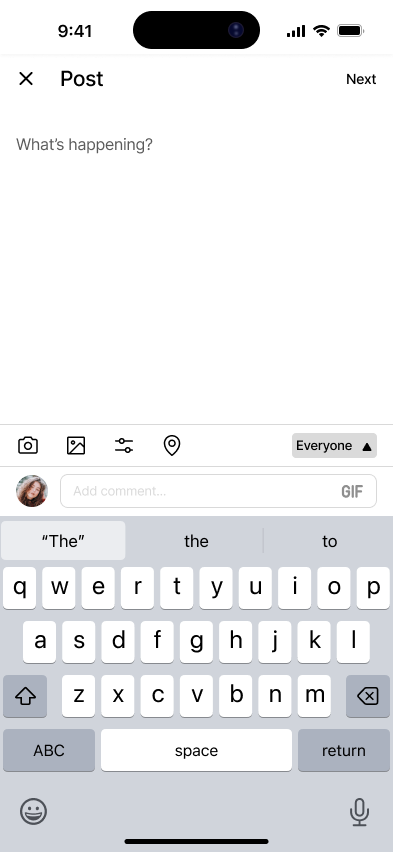 9:41
Post
Next
What's happening?
Everyone
Add comment...
GIF
“The”
the
to
q w e r t y u i o p
a s d f g h j k l
z x c v b n m
ABC
space
return